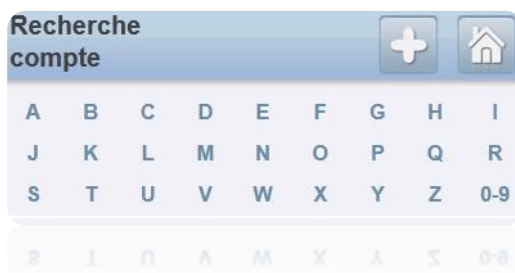 Recherche
compte
A B C D E F G H I
J K L M N O P Q R
S T U V W X Y Z 0-9